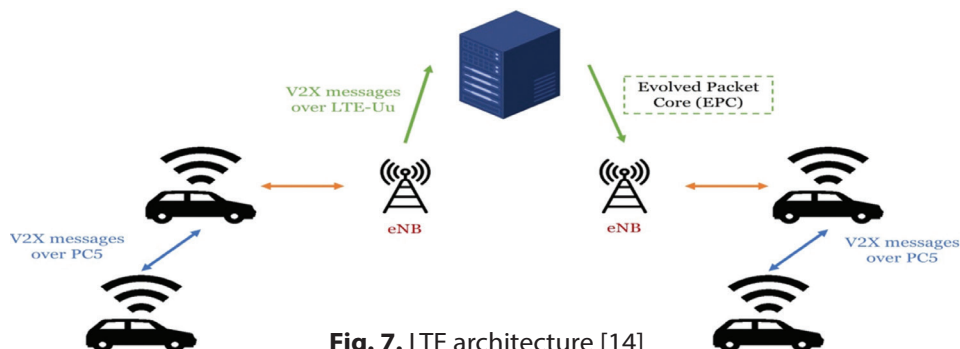 V2X messages
over LTE-Uu
Evolved Packet
Core (EPC)
eNB
eNB
V2X messages
over PC5
V2X messages
over PC5
Fig. 7. LTE architecture [14]